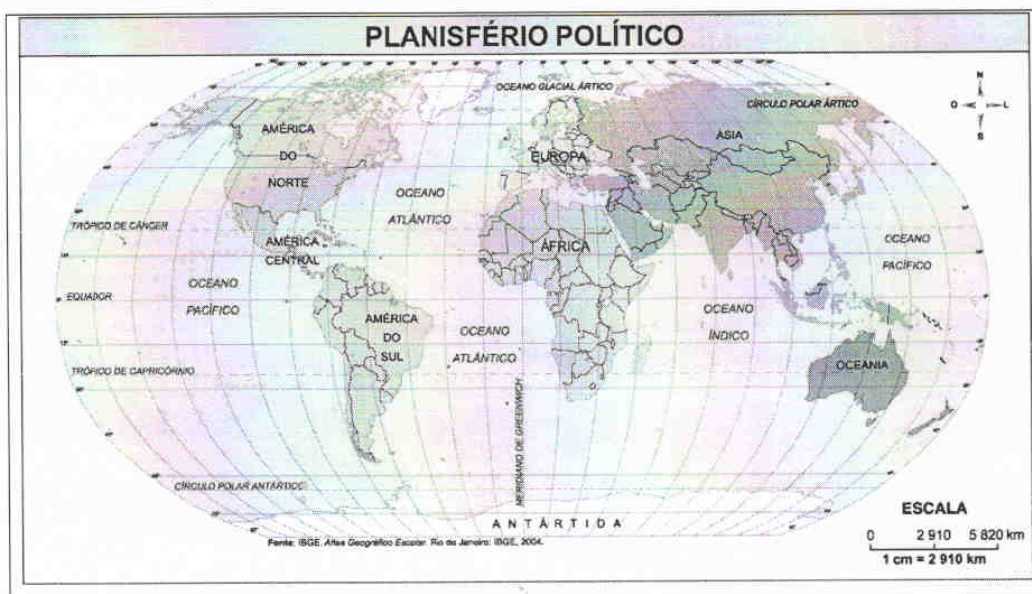 PLANISFÉRIO POLÍTICO
OCEANO GLACIAL ÁRTICO
CÍRCULO POLAR ÁRTICO
N
O
L
S
AMÉRICA
DO
NORTE
EUROPA
ASIA
OCEANO
ATLÂNTICO
TRÓPICO DE CÂNCER
AMÉRICA
CENTRAL
ÁFRICA
OCEANO
PACÍFICO
OCEANO
PACÍFICO
EQUADOR
AMÉRICA
DO
SUL
OCEANO
ATLÂNTICO
OCEANO
ÍNDICO
TRÓPICO DE CAPRICÓRNIO
OCEANIA
MERIDIANO DE GREENWICH
CÍRCULO POLAR ANTÁRTICO
ANTÁRTIDA
Fonte: IBGE. Atlas Geográfico Escolar. Rio de Janeiro: IBGE, 2004.
ESCALA
0 2 910 5 820 km
1 cm = 2 910 km